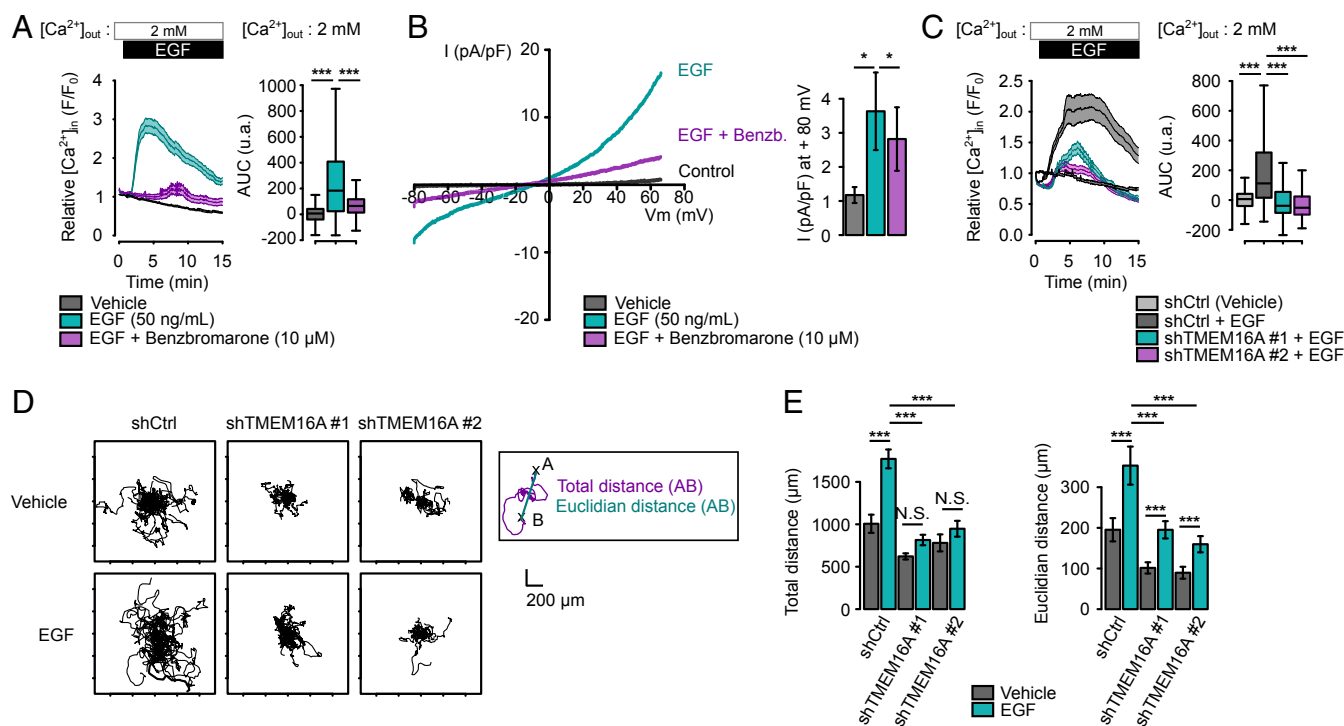 A
[Ca²⁺]out : 2 mM
EGF
[Ca²⁺]out : 2 mM
Relative [Ca²⁺]in (F/F₀)
4
3
2
1
0
0 5 10 15
Time (min)
*** ***
AUC (u.a.)
1000
800
600
400
200
0
-200
Vehicle
EGF (50 ng/mL)
EGF + Benzbromarone (10 µM)
B
I (pA/pF)
20
10
-10
-20
-80 -60 -40 -20 0 20 40 60 80
Vm (mV)
EGF
EGF + Benzb.
Control
* *
I (pA/pF) at + 80 mV
4
3
2
1
0
Vehicle
EGF (50 ng/mL)
EGF + Benzbromarone (10 µM)
C
[Ca²⁺]out : 2 mM
EGF
[Ca²⁺]out : 2 mM
Relative [Ca²⁺]in (F/F₀)
2.5
2.0
1.5
1.0
0.5
0.0
0 5 10 15
Time (min)
***
*** ***
AUC (u.a.)
800
600
400
200
0
-200
shCtrl (Vehicle)
shCtrl + EGF
shTMEM16A #1 + EGF
shTMEM16A #2 + EGF
D
shCtrl shTMEM16A #1 shTMEM16A #2
Vehicle
EGF
A
B
Total distance (AB)
Euclidian distance (AB)
200 µm
E
***
***
***
N.S.
N.S.
Total distance (µm)
1500
1000
500
0
shCtrl
shTMEM16A #1
shTMEM16A #2
***
***
***
***
***
Euclidian distance (µm)
300
200
100
0
shCtrl
shTMEM16A #1
shTMEM16A #2
Vehicle
EGF